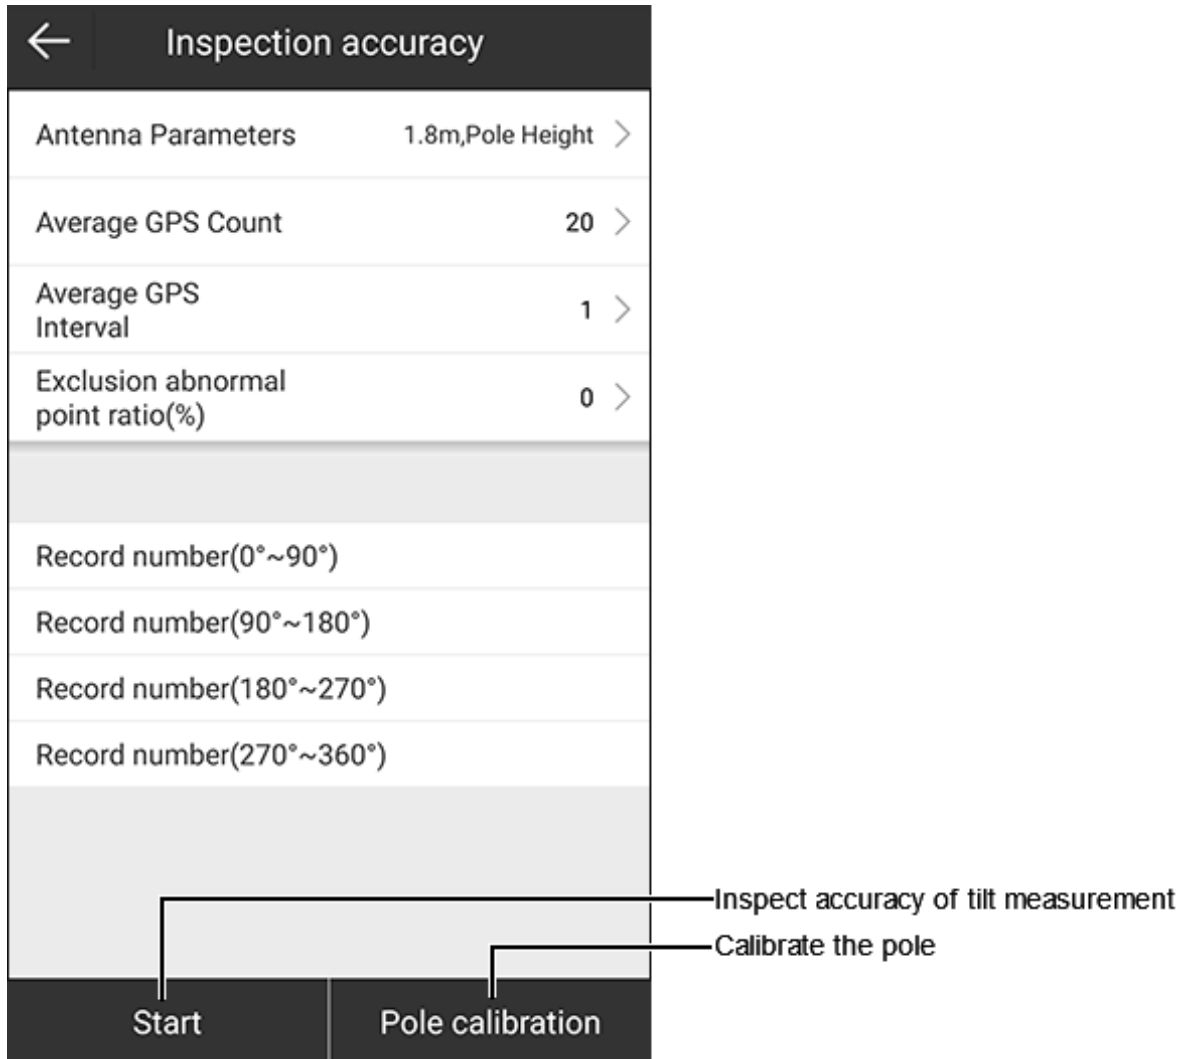 Inspection accuracy
Antenna Parameters 1.8m,Pole Height
Average GPS Count 20
Average GPS
Interval 1
Exclusion abnormal
point ratio(%) 0
Record number(0°~90°)
Record number(90°~180°)
Record number(180°~270°)
Record number(270°~360°)
Inspect accuracy of tilt measurement
Calibrate the pole
Start Pole calibration